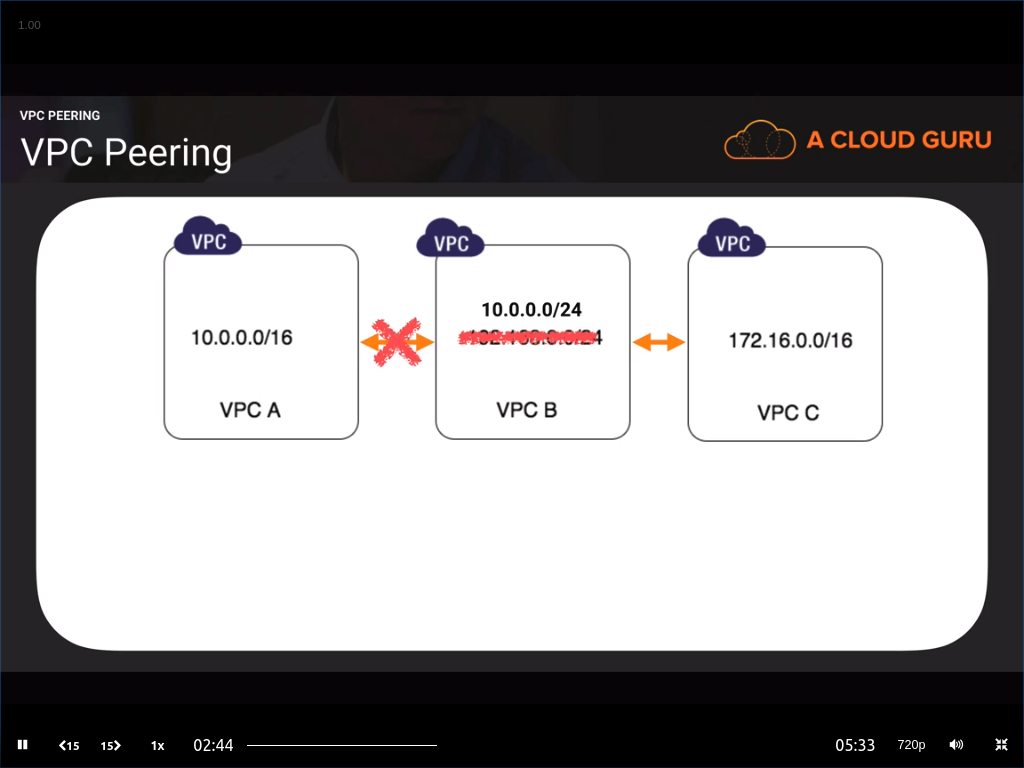 1.00
VPC PEERING
VPC Peering
A CLOUD GURU
VPC
VPC
VPC
10.0.0.0/24
10.0.0.0/16
172.16.0.0/16
VPC A
VPC B
VPC C
15
15
1x
02:44
05:33
720p